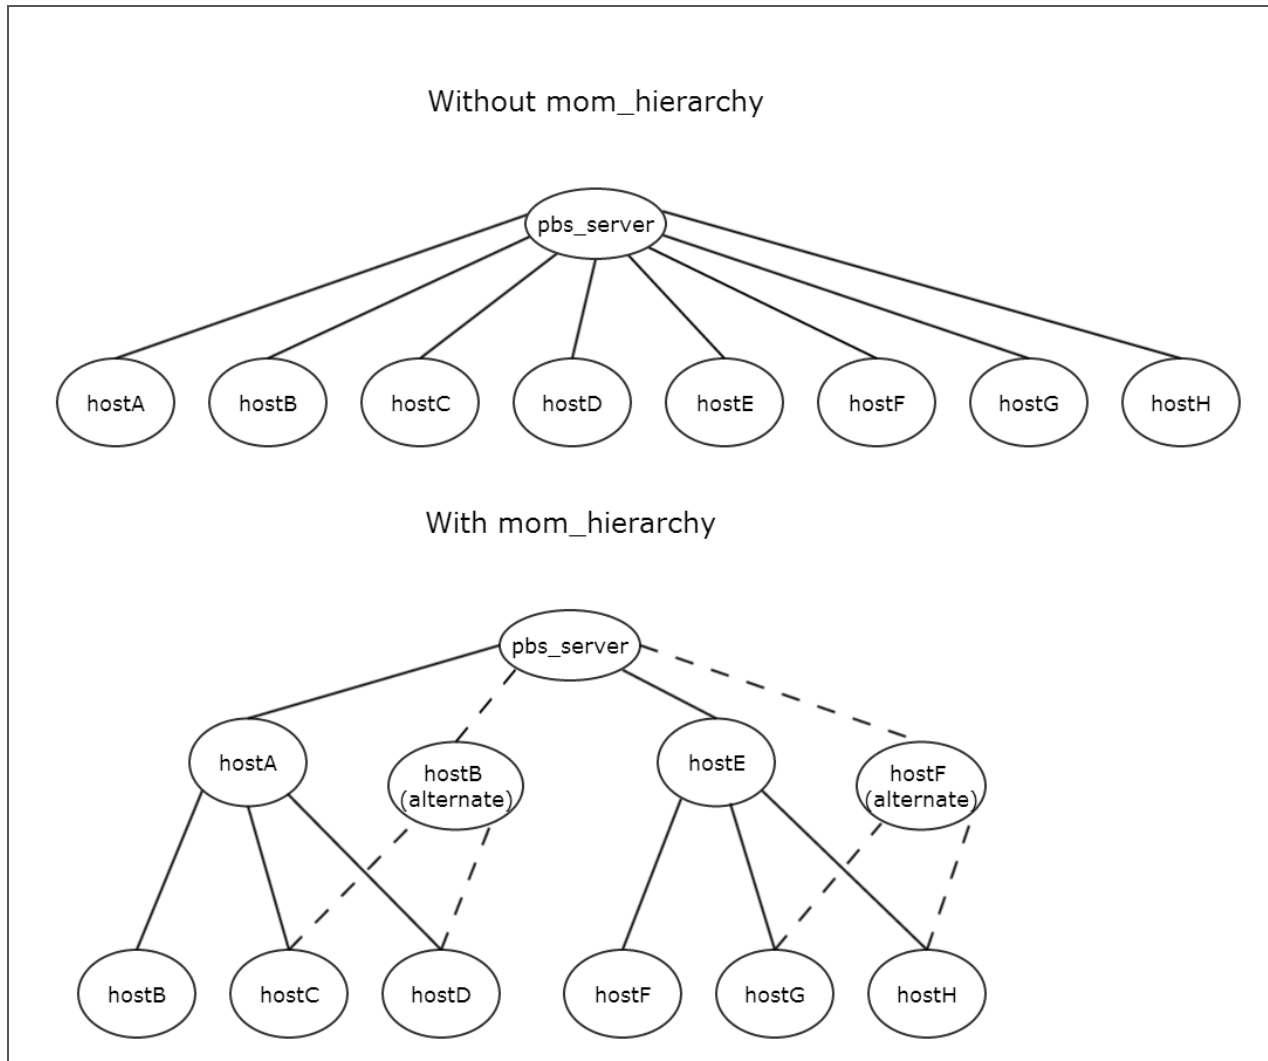 Without mom_hierarchy
pbs_server
hostA
hostB
hostC
hostD
hostE
hostF
hostG
hostH
With mom_hierarchy
pbs_server
hostA
hostB
(alternate)
hostE
hostF
(alternate)
hostB
hostC
hostD
hostF
hostG
hostH